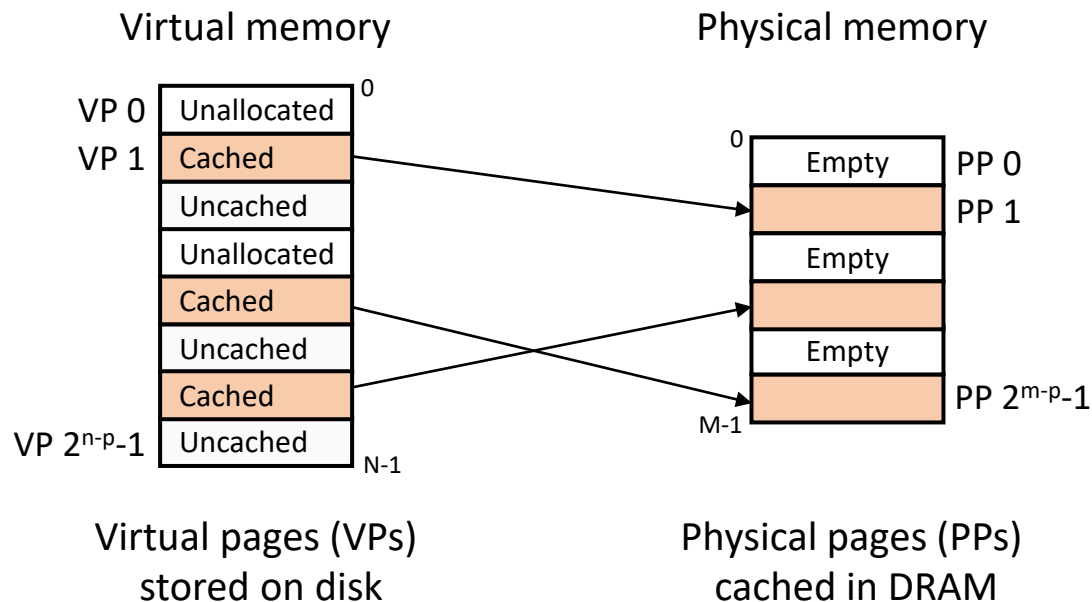 Virtual memory
Physical memory
0
VP 0
Unallocated
VP 1
Cached
Uncached
Unallocated
Cached
Uncached
Cached
VP 2ⁿ⁻ᵖ-1
Uncached
N-1
0
Empty
PP 0
PP 1
Empty
Empty
PP 2ᵐ⁻ᵖ-1
M-1
Virtual pages (VPs)
stored on disk
Physical pages (PPs)
cached in DRAM